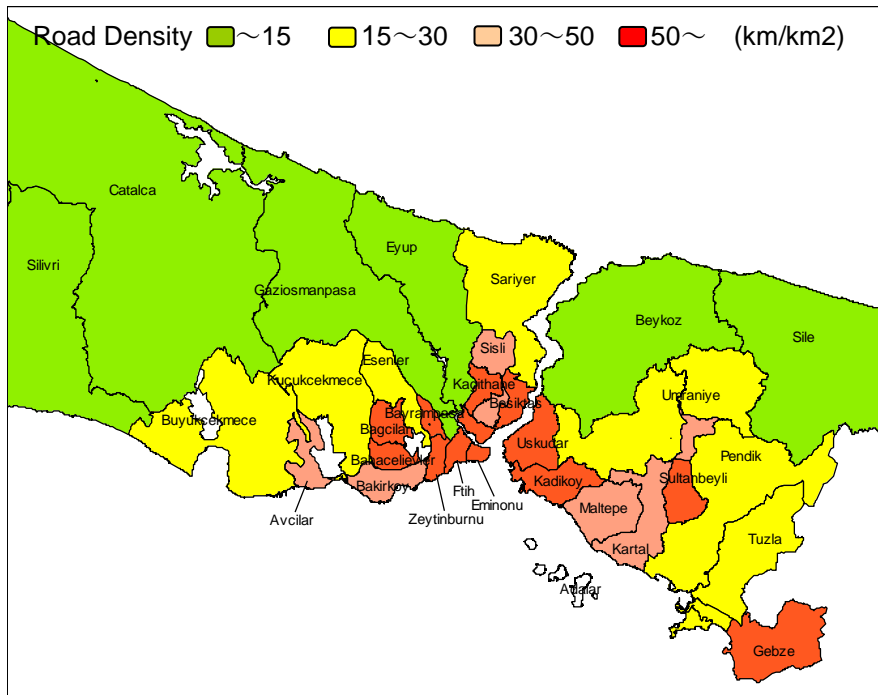 Road Density ～15 15～30 30～50 50～ (km/km2)
Catalca
Eyup
Silivri
Sariyer
Gaziosmanpasa
Beykoz
Sile
Sisli
Esenler
Kucukcekmece
Kagithane
Umraniye
Besiktas
Buyukcekmece
Bayrampasa
Bagcilar
Uskudar
Pendik
Bahacelievler
Sultanbeyli
Bakirkoy
Kadikoy
Ftih
Maltepe
Avcilar
Zeytinburnu
Eminonu
Kartal
Tuzla
Adalar
Gebze